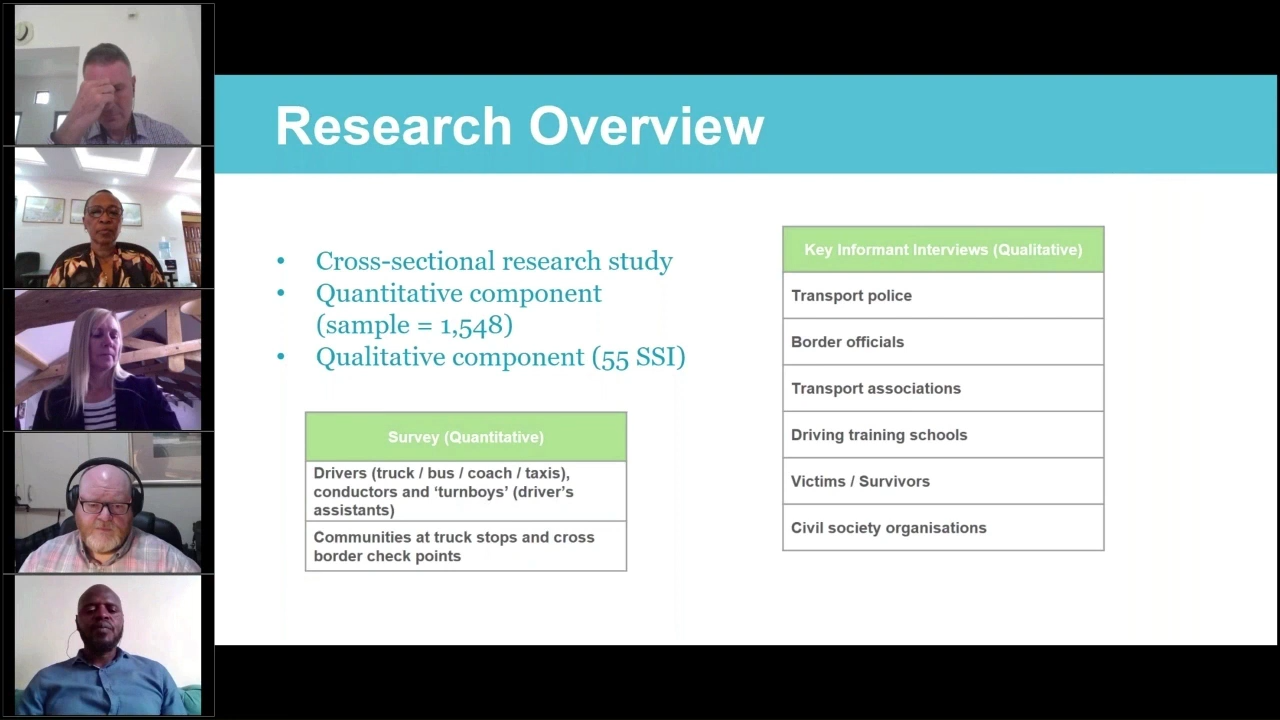 Research Overview
• Cross-sectional research study
• Quantitative component
(sample = 1,548)
• Qualitative component (55 SSI)
Survey (Quantitative)
Drivers (truck / bus / coach / taxis),
conductors and ‘turnboys’ (driver’s
assistants)
Communities at truck stops and cross
border check points
Key Informant Interviews (Qualitative)
Transport police
Border officials
Transport associations
Driving training schools
Victims / Survivors
Civil society organisations